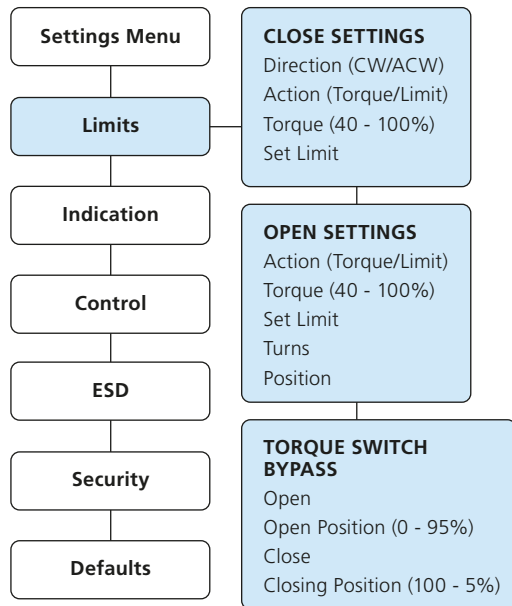 Settings Menu
Limits
Indication
Control
ESD
Security
Defaults
CLOSE SETTINGS
Direction (CW/ACW)
Action (Torque/Limit)
Torque (40 - 100%)
Set Limit
OPEN SETTINGS
Action (Torque/Limit)
Torque (40 - 100%)
Set Limit
Turns
Position
TORQUE SWITCH
BYPASS
Open
Open Position (0 - 95%)
Close
Closing Position (100 - 5%)